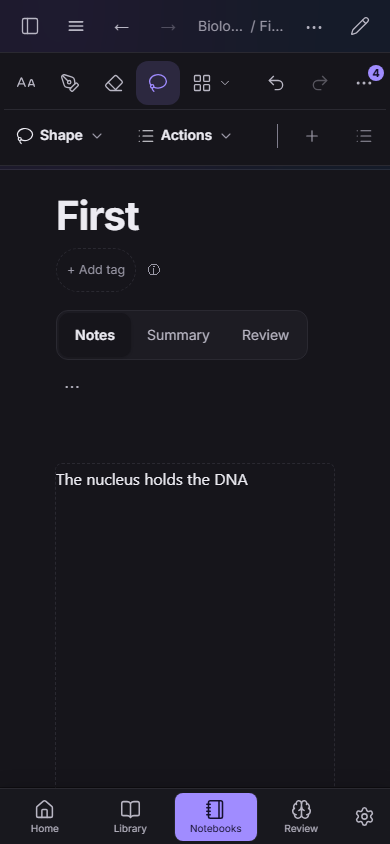 Biolo... / Fi...
AA
4
Shape
Actions
First
+ Add tag
Notes Summary Review
The nucleus holds the DNA
Home Library Notebooks Review